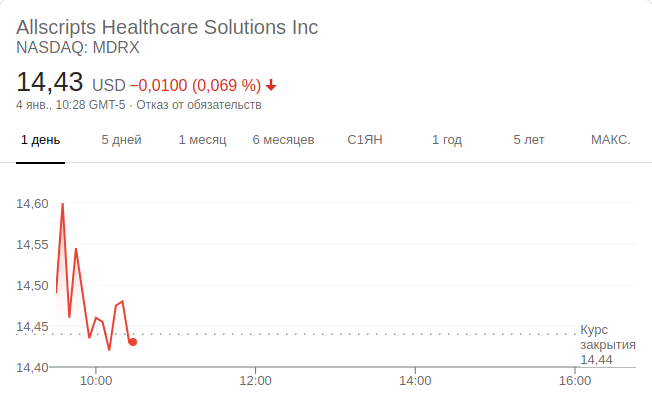 Allscripts Healthcare Solutions Inc
NASDAQ: MDRX
14,43 USD −0,0100 (0,069 %)
4 янв., 10:28 GMT-5 · Отказ от обязательств
1 день 5 дней 1 месяц 6 месяцев С1ЯН 1 год 5 лет МАКС.
14,60
14,55
14,50
14,45
14,40
Курс
закрытия
14,44
10:00 12:00 14:00 16:00